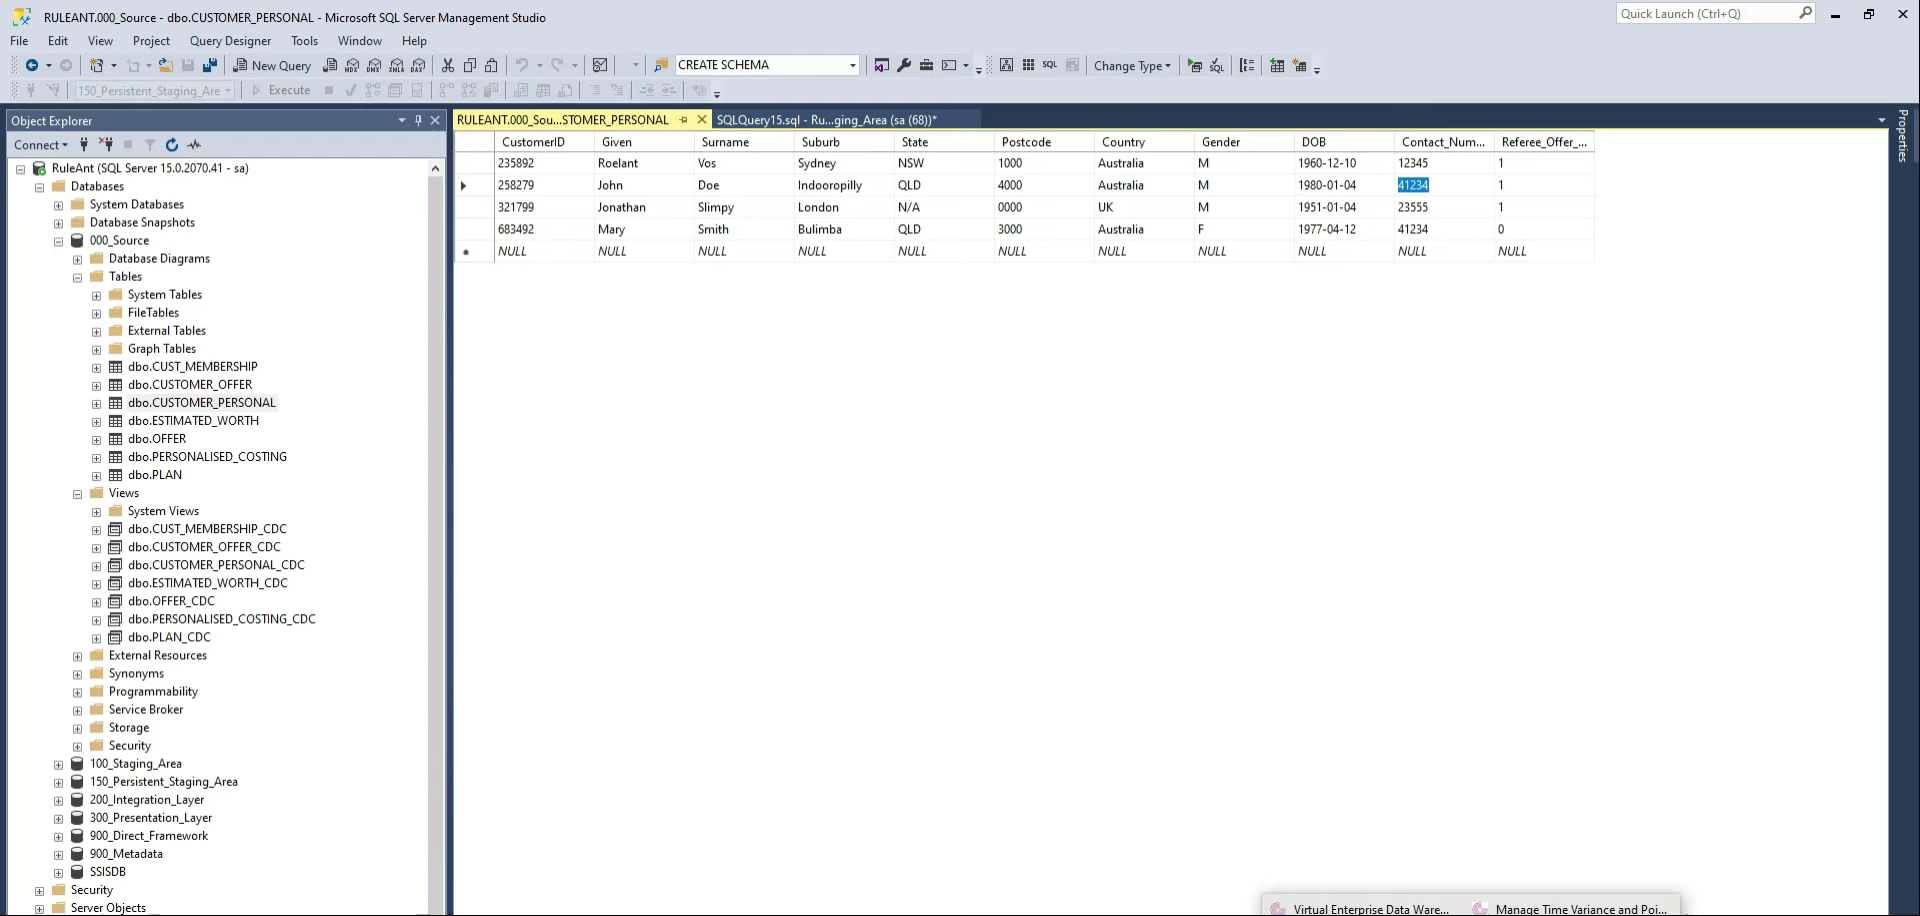 RULEANT.000_Source - dbo.CUSTOMER_PERSONAL - Microsoft SQL Server Management Studio
Quick Launch (Ctrl+Q)
File Edit View Project Query Designer Tools Window Help
New Query MDX DMX XMLA DAX CREATE SCHEMA SQL Change Type SQL
150_Persistent_Staging_Are Execute
Object Explorer
RULEANT.000_Sou...STOMER_PERSONAL SQLQuery15.sql - Ru...ging_Area (sa (68))*
Properties
Connect
CustomerID Given Surname Suburb State Postcode Country Gender DOB Contact_Num... Referee_Offer_...
235892 Roelant Vos Sydney NSW 1000 Australia M 1960-12-10 12345 1
258279 John Doe Indooropilly QLD 4000 Australia M 1980-01-04 41234 1
321799 Jonathan Slimpy London N/A 0000 UK M 1951-01-04 23555 1
683492 Mary Smith Bulimba QLD 3000 Australia F 1977-04-12 41234 0
NULL NULL NULL NULL NULL NULL NULL NULL NULL NULL NULL
RuleAnt (SQL Server 15.0.2070.41 - sa)
Databases
System Databases
Database Snapshots
000_Source
Database Diagrams
Tables
System Tables
FileTables
External Tables
Graph Tables
dbo.CUST_MEMBERSHIP
dbo.CUSTOMER_OFFER
dbo.CUSTOMER_PERSONAL
dbo.ESTIMATED_WORTH
dbo.OFFER
dbo.PERSONALISED_COSTING
dbo.PLAN
Views
System Views
dbo.CUST_MEMBERSHIP_CDC
dbo.CUSTOMER_OFFER_CDC
dbo.CUSTOMER_PERSONAL_CDC
dbo.ESTIMATED_WORTH_CDC
dbo.OFFER_CDC
dbo.PERSONALISED_COSTING_CDC
dbo.PLAN_CDC
External Resources
Synonyms
Programmability
Service Broker
Storage
Security
100_Staging_Area
150_Persistent_Staging_Area
200_Integration_Layer
300_Presentation_Layer
900_Direct_Framework
900_Metadata
SSISDB
Security
Server Objects
Virtual Enterprise Data Ware... Manage Time Variance and Poi...